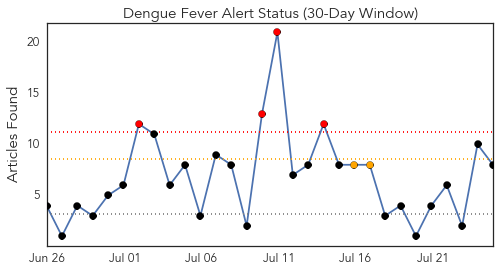 Dengue Fever Alert Status (30-Day Window)
Articles Found
20
15
10
5
Jun 26 Jul 01 Jul 06 Jul 11 Jul 16 Jul 21